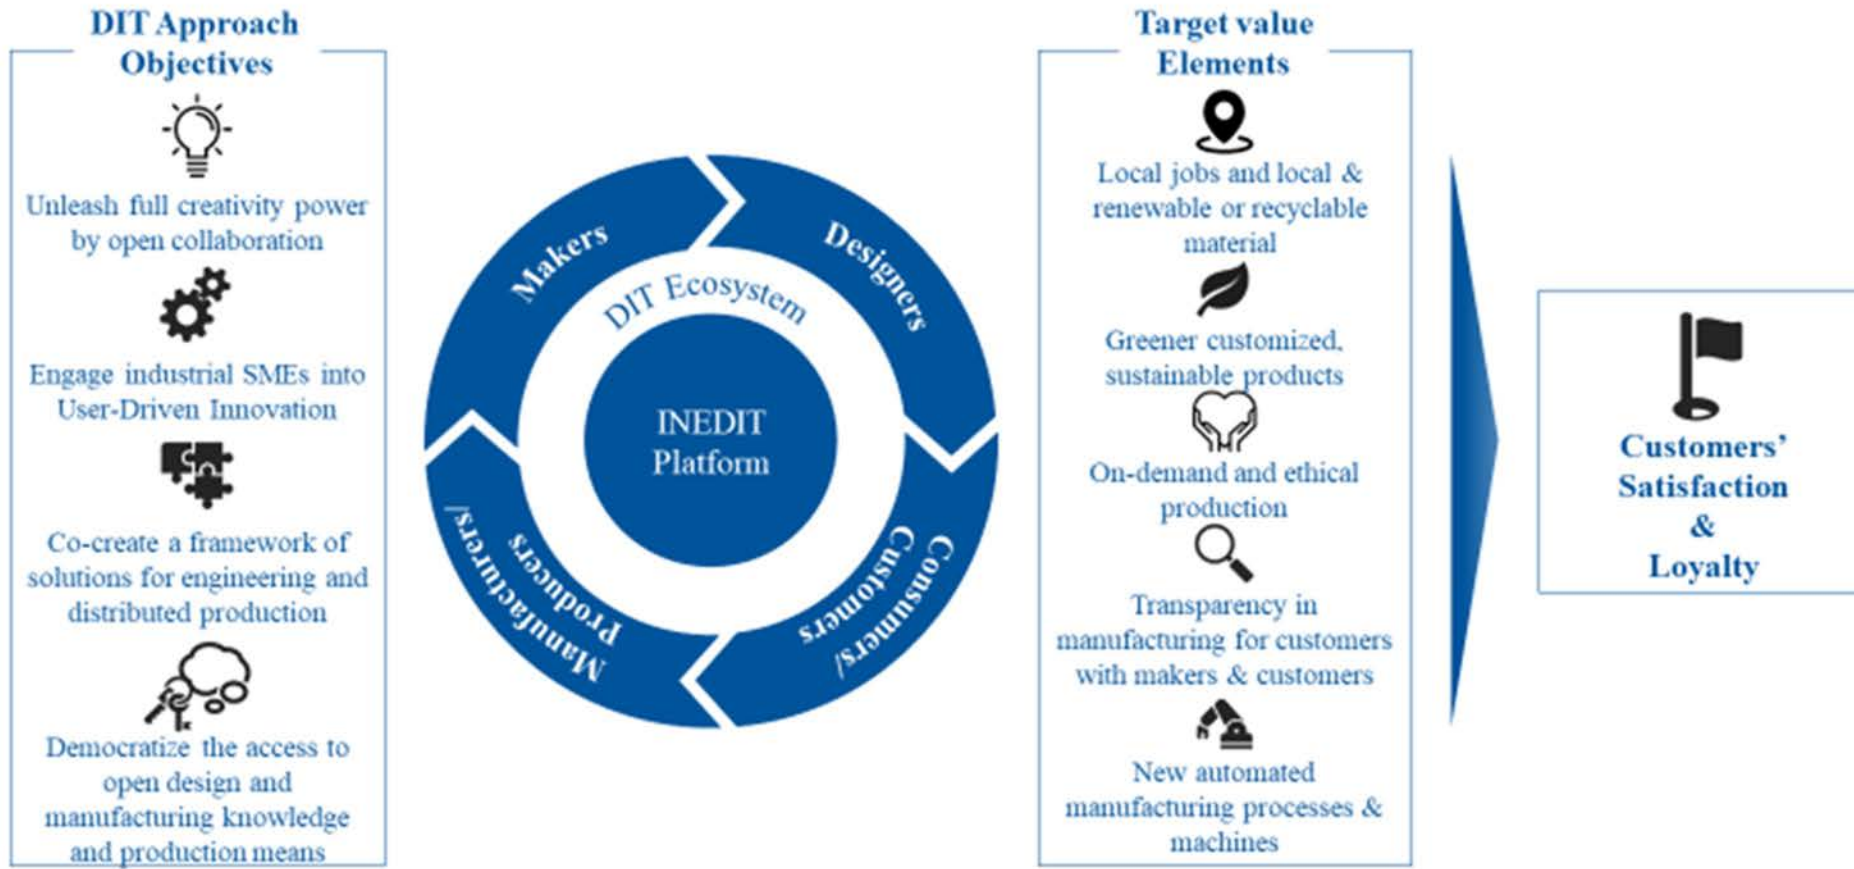 DIT Approach
Objectives
Unleash full creativity power
by open collaboration
Engage industrial SMEs into
User-Driven Innovation
Co-create a framework of
solutions for engineering and
distributed production
Democratize the access to
open design and
manufacturing knowledge
and production means
Makers
Designers
Consumers/
Customers
Manufacturers/
Producers
DIT Ecosystem
INEDIT
Platform
Target value
Elements
Local jobs and local &
renewable or recyclable
material
Greener customized,
sustainable products
On-demand and ethical
production
Transparency in
manufacturing for customers
with makers & customers
New automated
manufacturing processes &
machines
Customers’
Satisfaction
&
Loyalty